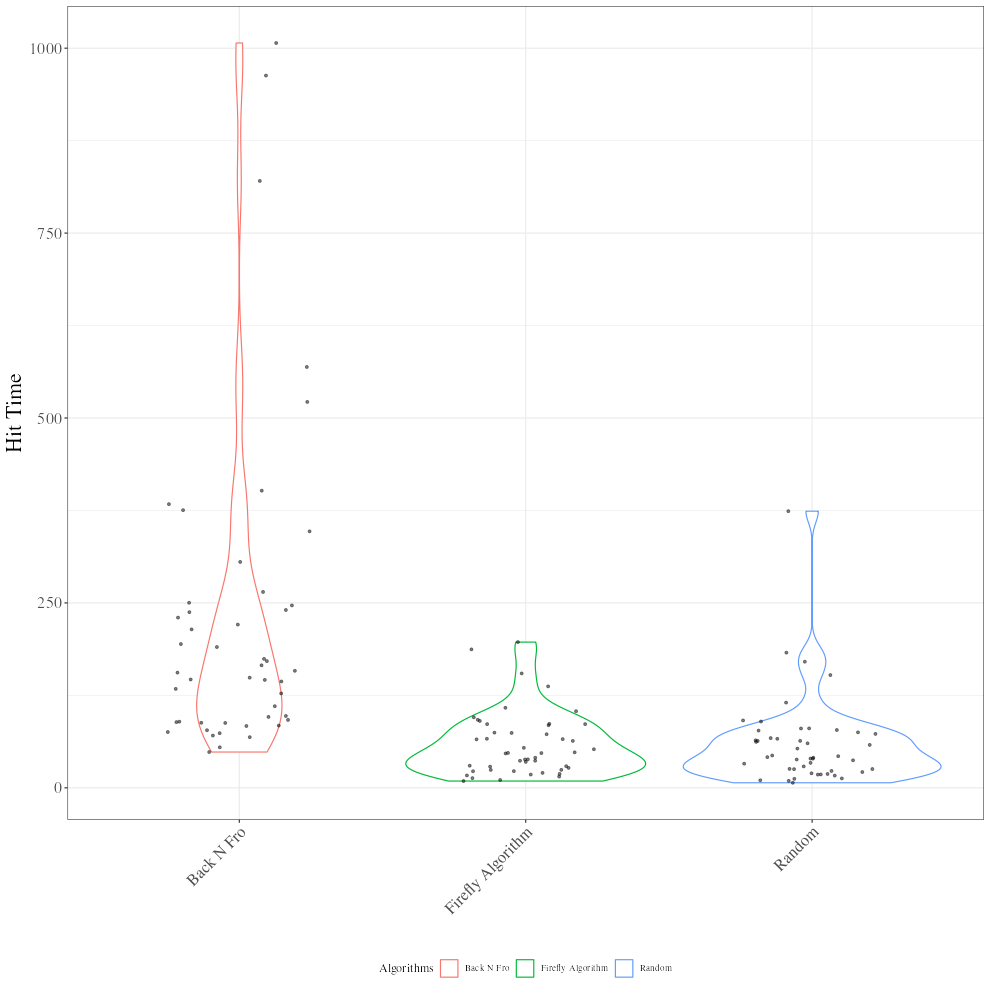 Hit Time
1000
750
500
250
0
Back N Fro
Firefly Algorithm
Random
Algorithms Back N Fro Firefly Algorithm Random